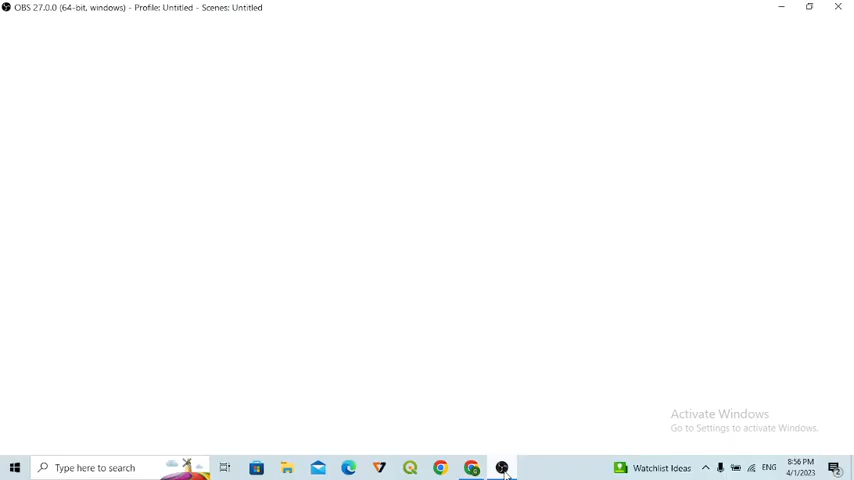 OBS 27.0.0 (64-bit, windows) - Profile: Untitled - Scenes: Untitled
Activate Windows
Go to Settings to activate Windows.
Type here to search
Watchlist Ideas
ENG
8:56 PM
4/1/2023
2